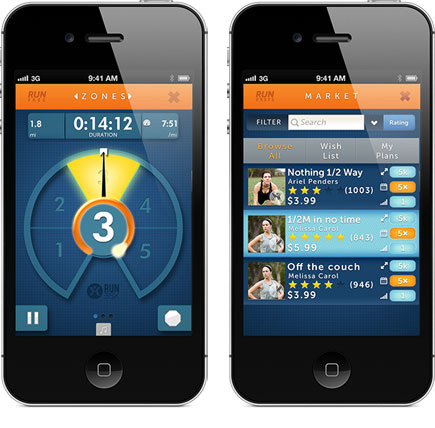 3G 9:41 AM
RUN
◂ZONES▸
1.8
mi
0:14:12
DURATION
7:51
/mi
1
2
3
4
5
RUN
3G 9:41 AM
RUN
MARKET
FILTER Search Rating
Browse All
Wish List
My Plans
Nothing 1/2 Way
Ariel Penders
(1003)
$3.99
5k
5x
1
1/2M in no time
Melissa Carol
(843)
$5.99
5k
5x
1
Off the couch
Melissa Carol
(946)
$3.99
5k
5x
1